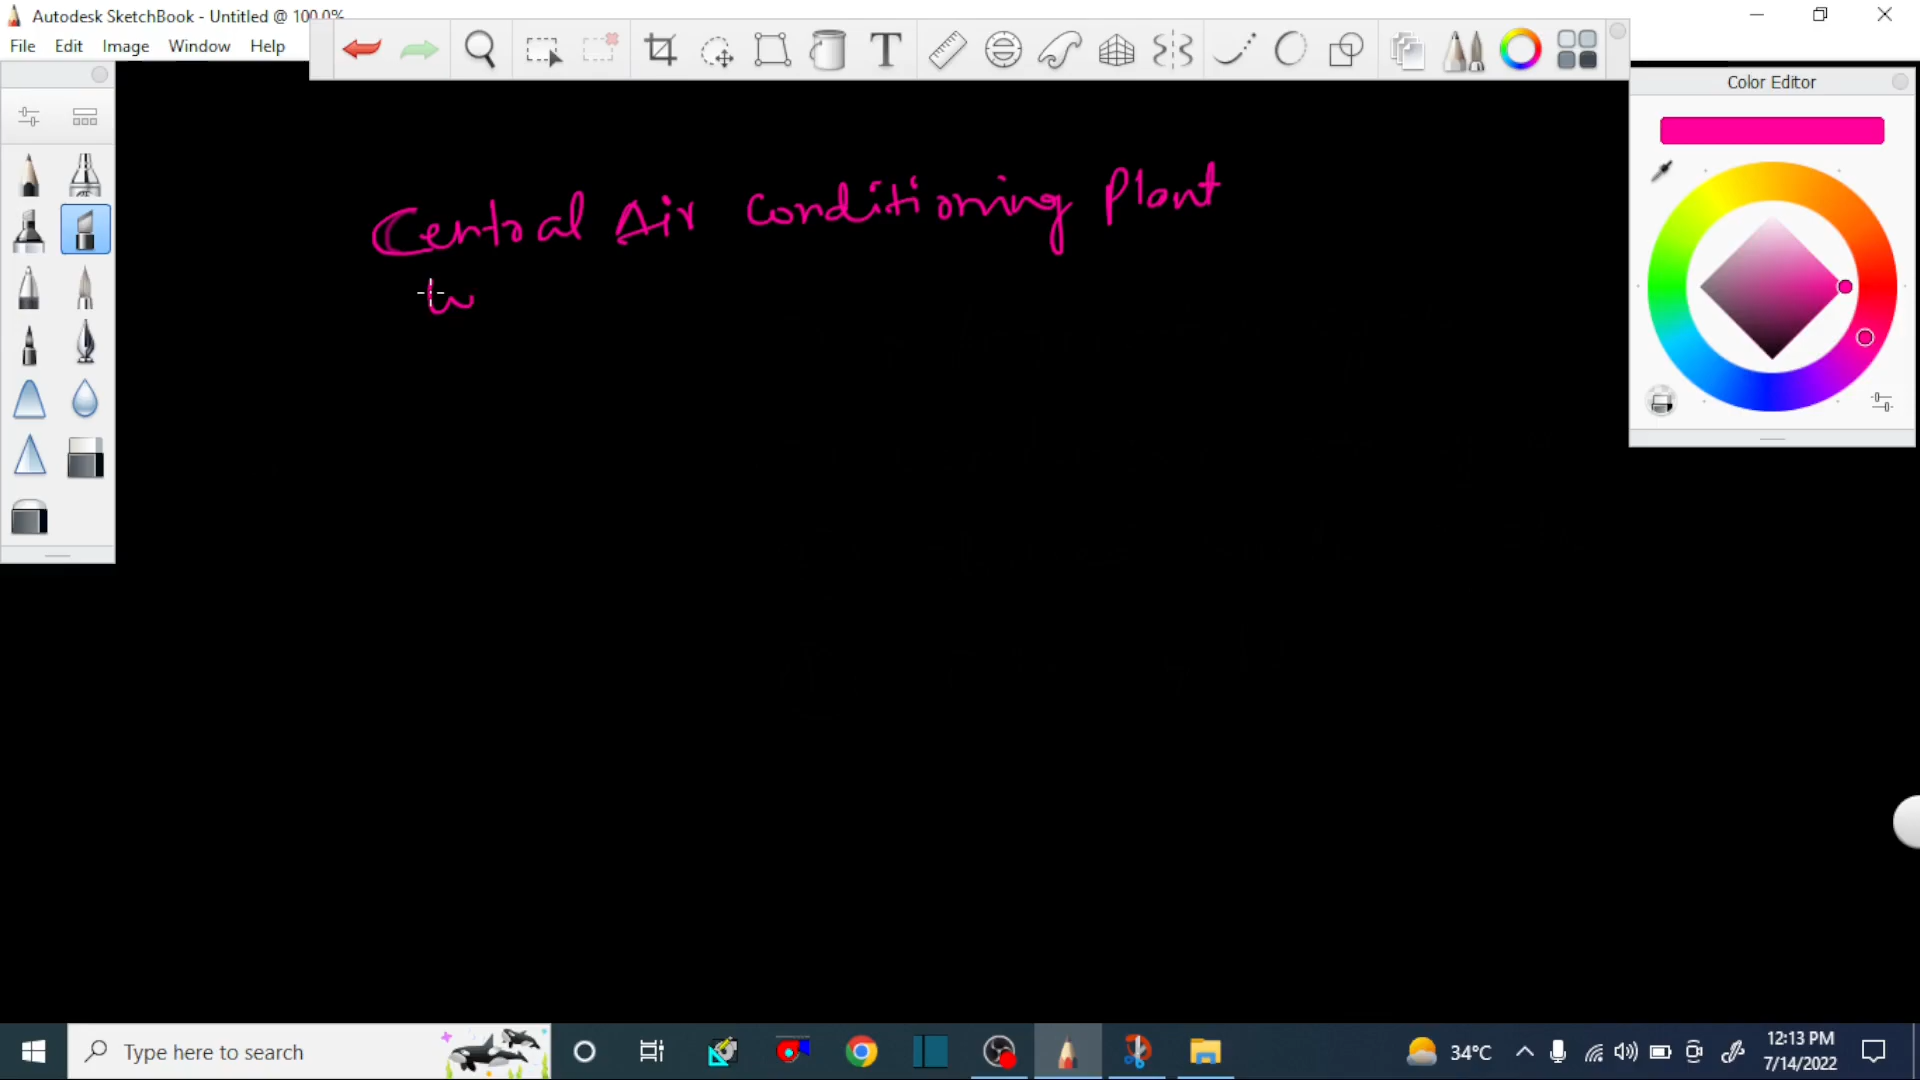 Autodesk SketchBook - Untitled @ 100.0%
File Edit Image Window Help
T
Color Editor
Central Air Conditioning Plant
Type here to search
34°C
12:13 PM
7/14/2022